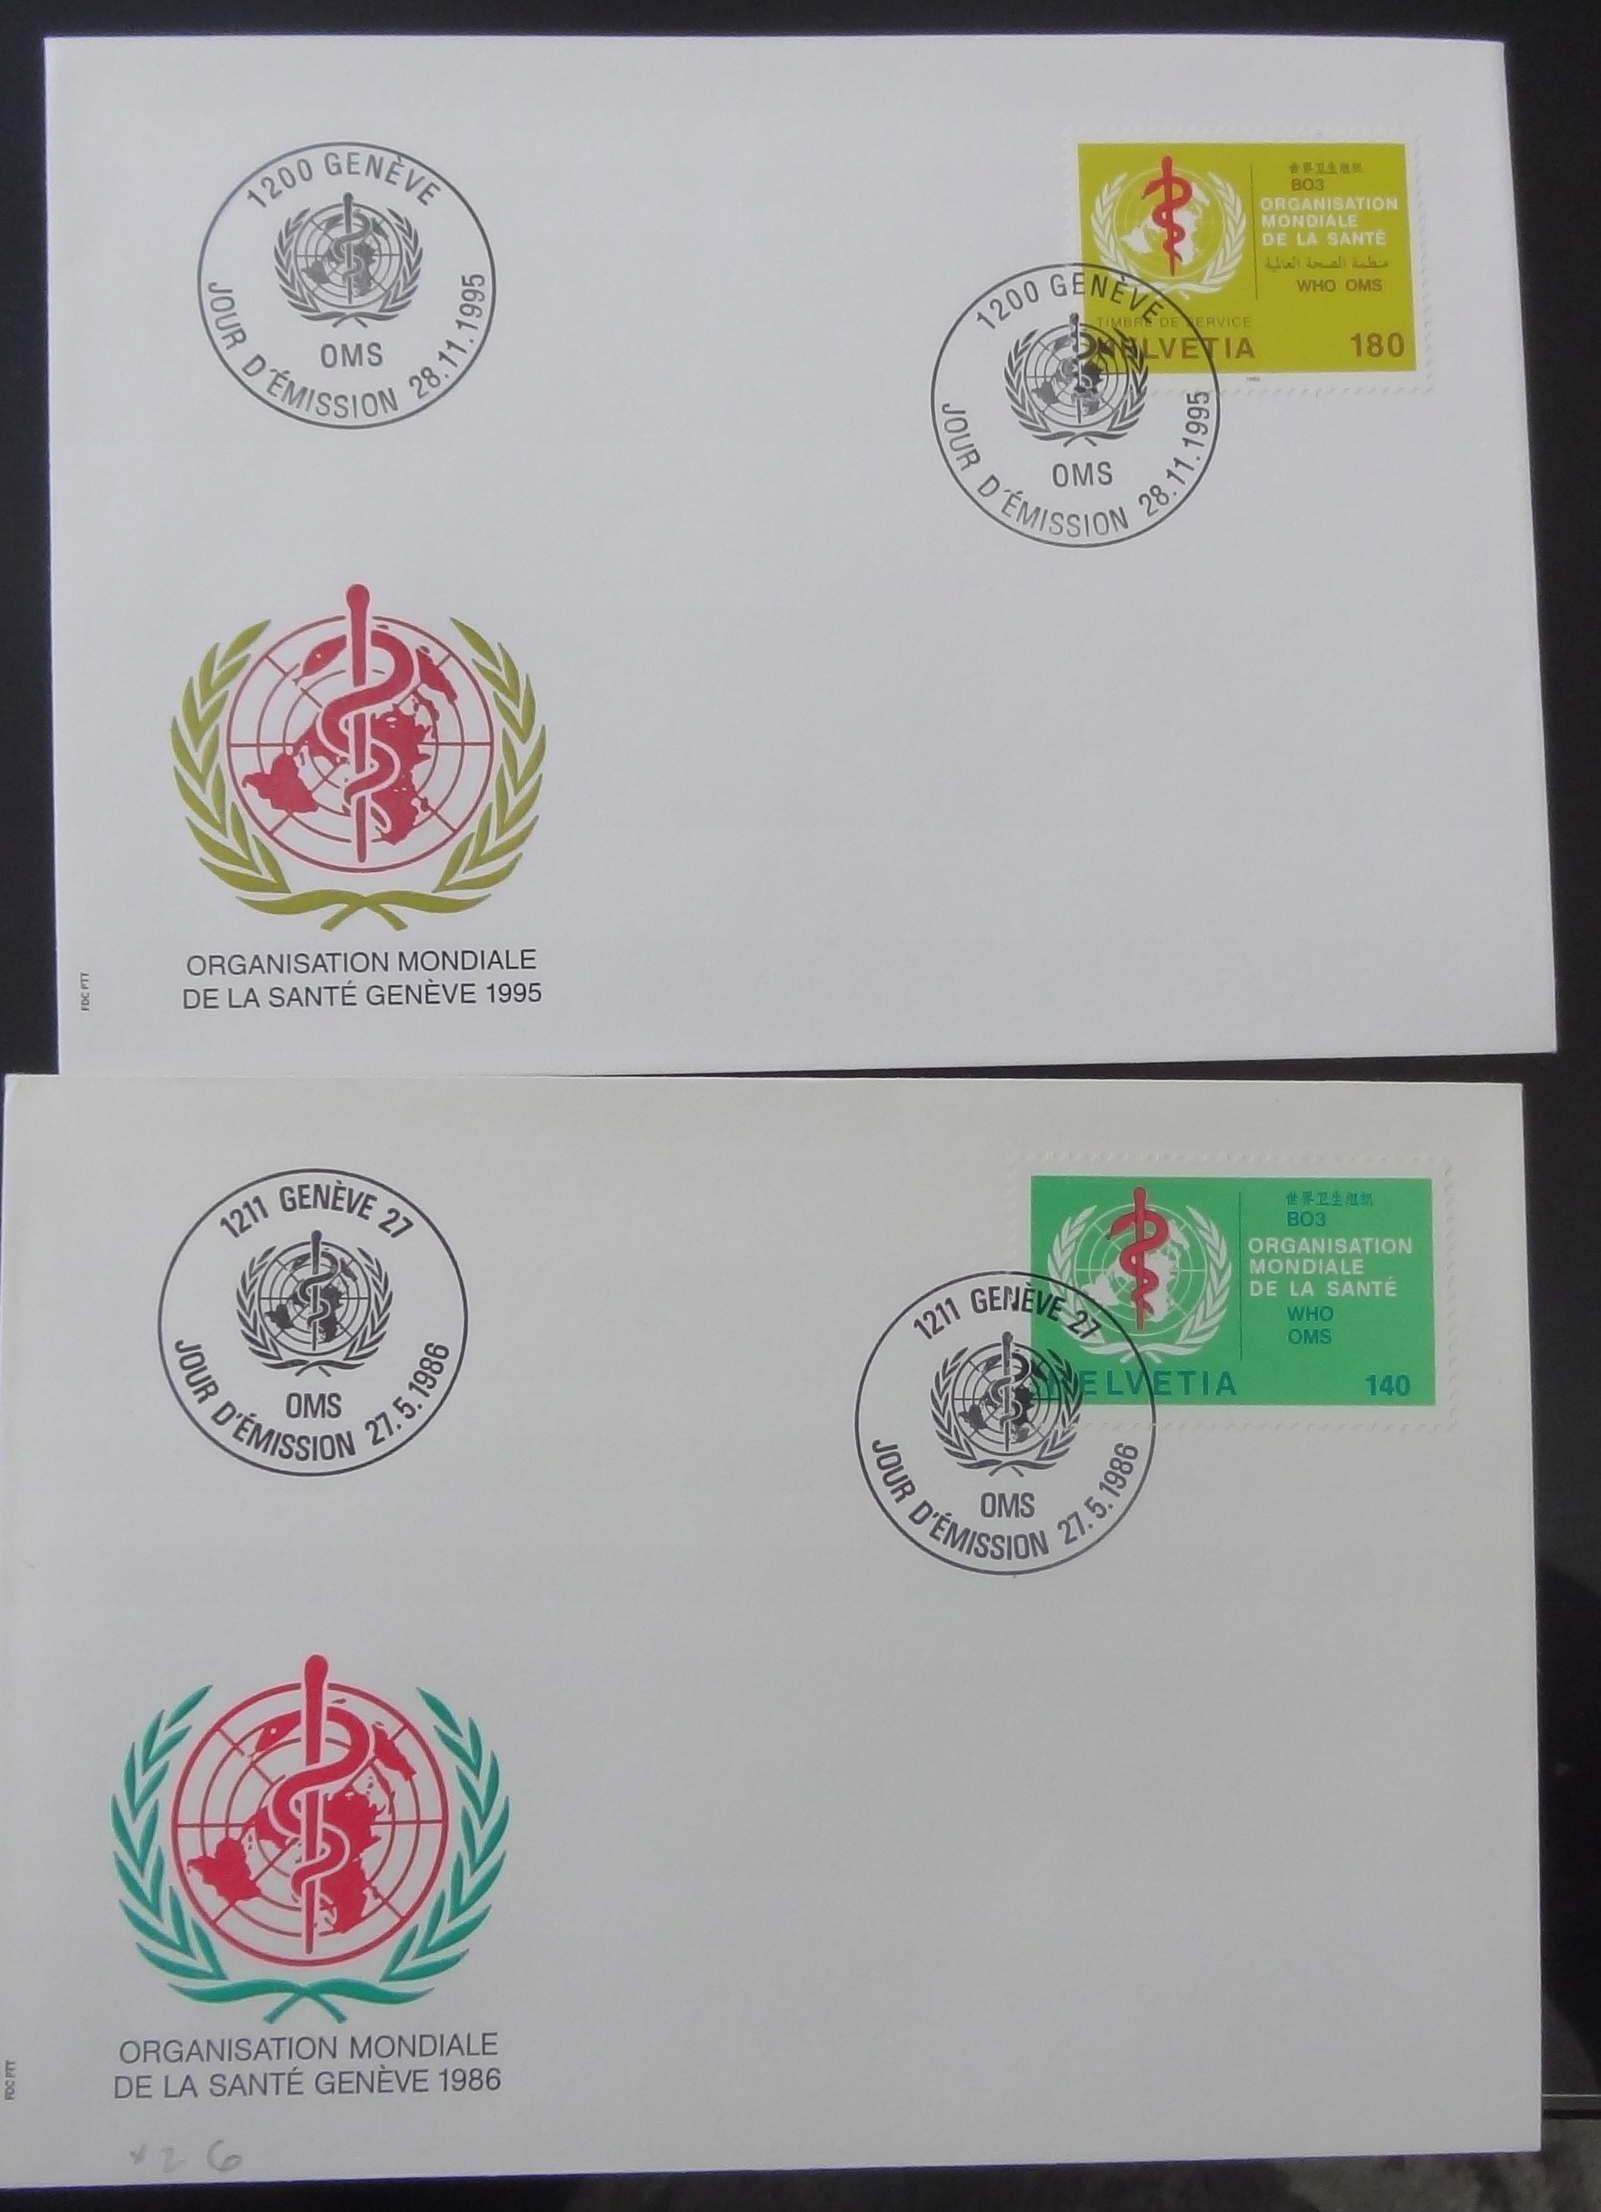 1200 GENÈVE
OMS
JOUR D'ÉMISSION 28.11.1995
世界卫生组织
ВОЗ
ORGANISATION
MONDIALE
DE LA SANTÉ
منظمة الصحة العالمية
WHO OMS
TIMBRE DE SERVICE
HELVETIA 180
1200 GENÈVE
OMS
JOUR D'ÉMISSION 28.11.1995
ORGANISATION MONDIALE
DE LA SANTÉ GENÈVE 1995
FDC PTT
1211 GENÈVE 27
OMS
JOUR D'ÉMISSION 27.5.1986
世界卫生组织
ВОЗ
ORGANISATION
MONDIALE
DE LA SANTÉ
WHO
OMS
HELVETIA 140
1211 GENÈVE 27
OMS
JOUR D'ÉMISSION 27.5.1986
ORGANISATION MONDIALE
DE LA SANTÉ GENÈVE 1986
FDC PTT